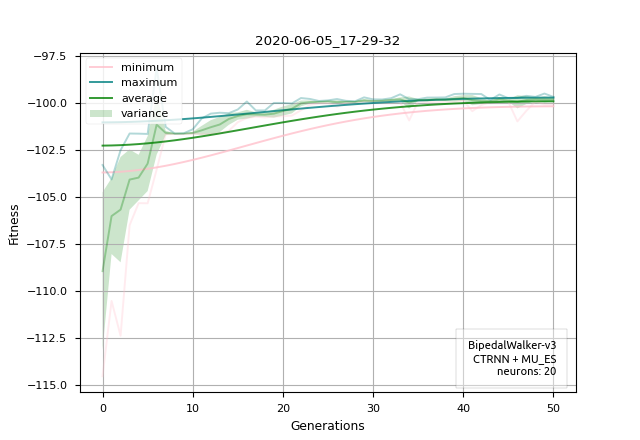 2020-06-05_17-29-32
minimum
maximum
average
variance
−97.5
−100.0
−102.5
−105.0
−107.5
−110.0
−112.5
−115.0
Fitness
BipedalWalker-v3
CTRNN + MU_ES
neurons: 20
0 10 20 30 40 50
Generations